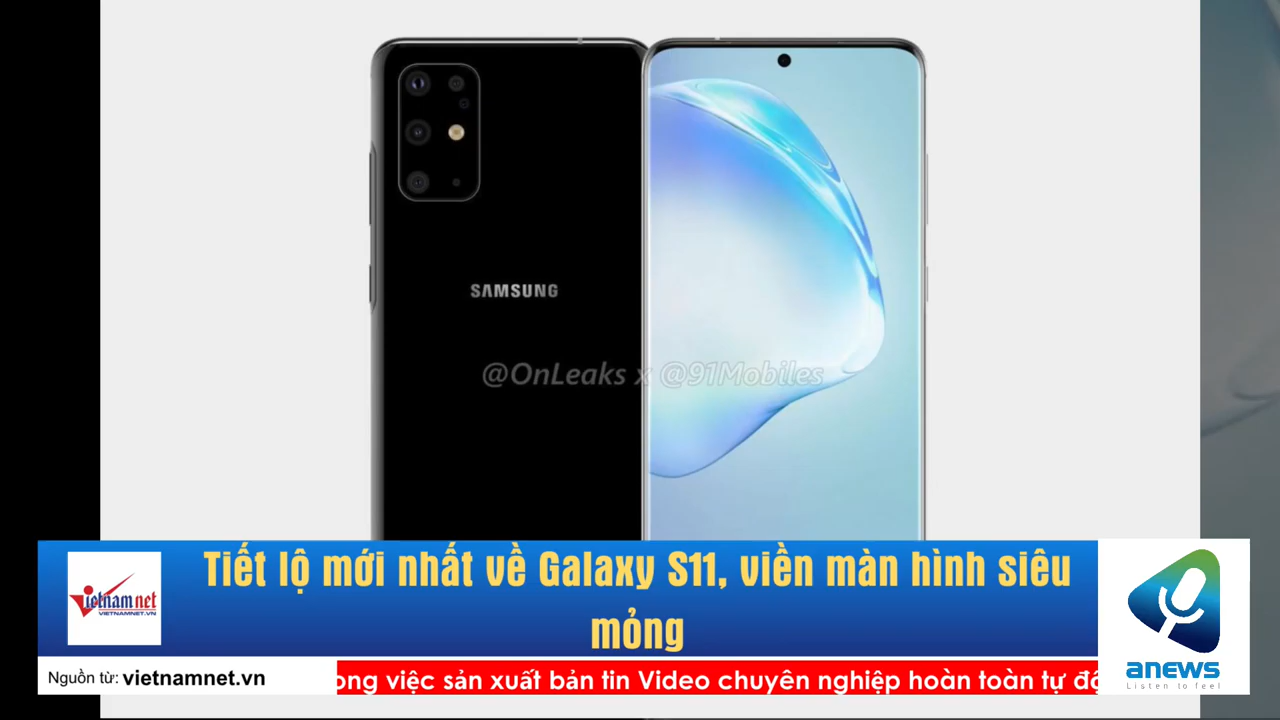 SAMSUNG
@OnLeaks x @91Mobiles
Tiết lộ mới nhất về Galaxy S11, viền màn hình siêu
mỏng
Vietnamnet
VIETNAMNET.VN
Nguồn từ: vietnamnet.vn
ong việc sản xuất bản tin Video chuyên nghiệp hoàn toàn tự độ
anews
Listen to feel